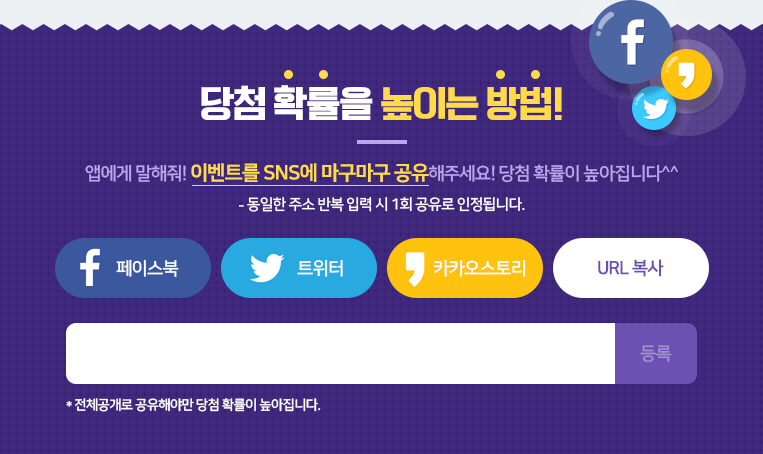 당첨 확률을 높이는 방법!
앱에게 말해줘! 이벤트를 SNS에 마구마구 공유해주세요! 당첨 확률이 높아집니다^^
- 동일한 주소 반복 입력 시 1회 공유로 인정됩니다.
페이스북 트위터 카카오스토리 URL 복사
등록
* 전체공개로 공유해야만 당첨 확률이 높아집니다.